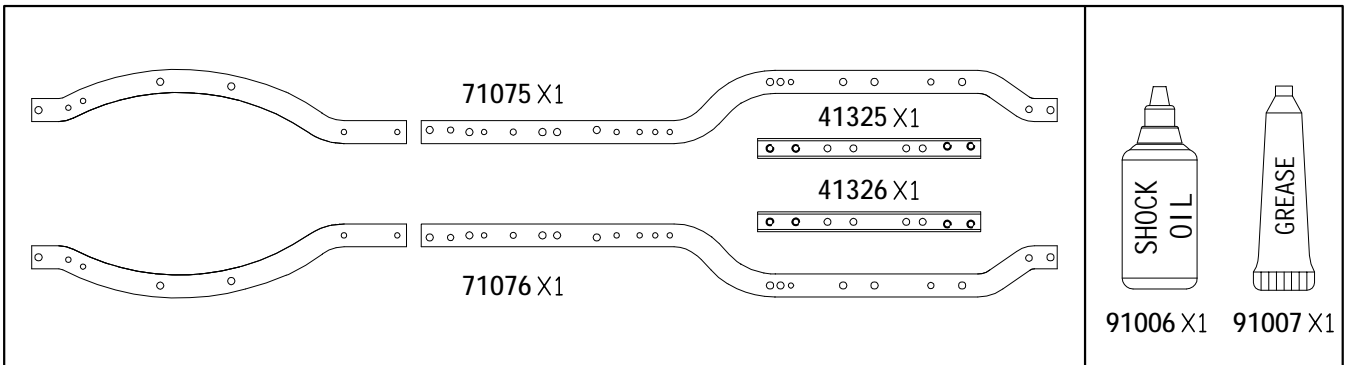 71075 X1
41325 X1
41326 X1
71076 X1
SHOCK
OIL
GREASE
91006 X1
91007 X1